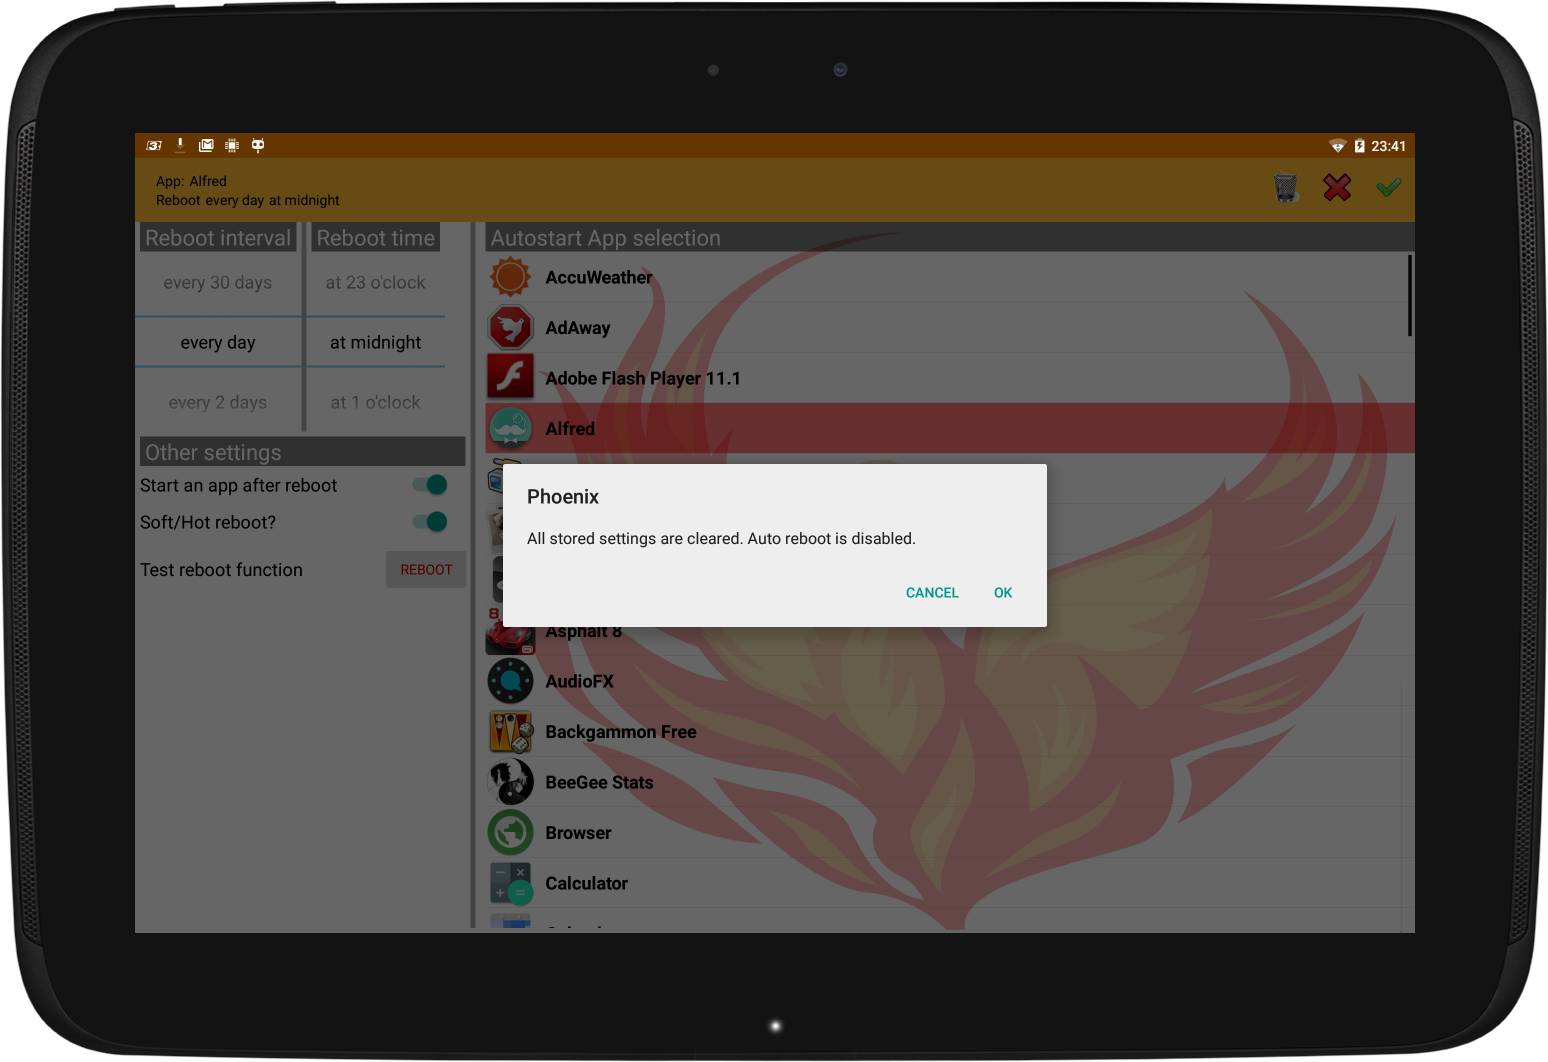 23:41
App: Alfred
Reboot every day at midnight
Reboot interval
Reboot time
every 30 days
at 23 o'clock
every day
at midnight
every 2 days
at 1 o'clock
Other settings
Start an app after reboot
Soft/Hot reboot?
Test reboot function
REBOOT
Autostart App selection
AccuWeather
AdAway
Adobe Flash Player 11.1
Alfred
Phoenix
All stored settings are cleared. Auto reboot is disabled.
CANCEL
OK
8
Asphalt 8
AudioFX
Backgammon Free
BeeGee Stats
Browser
Calculator